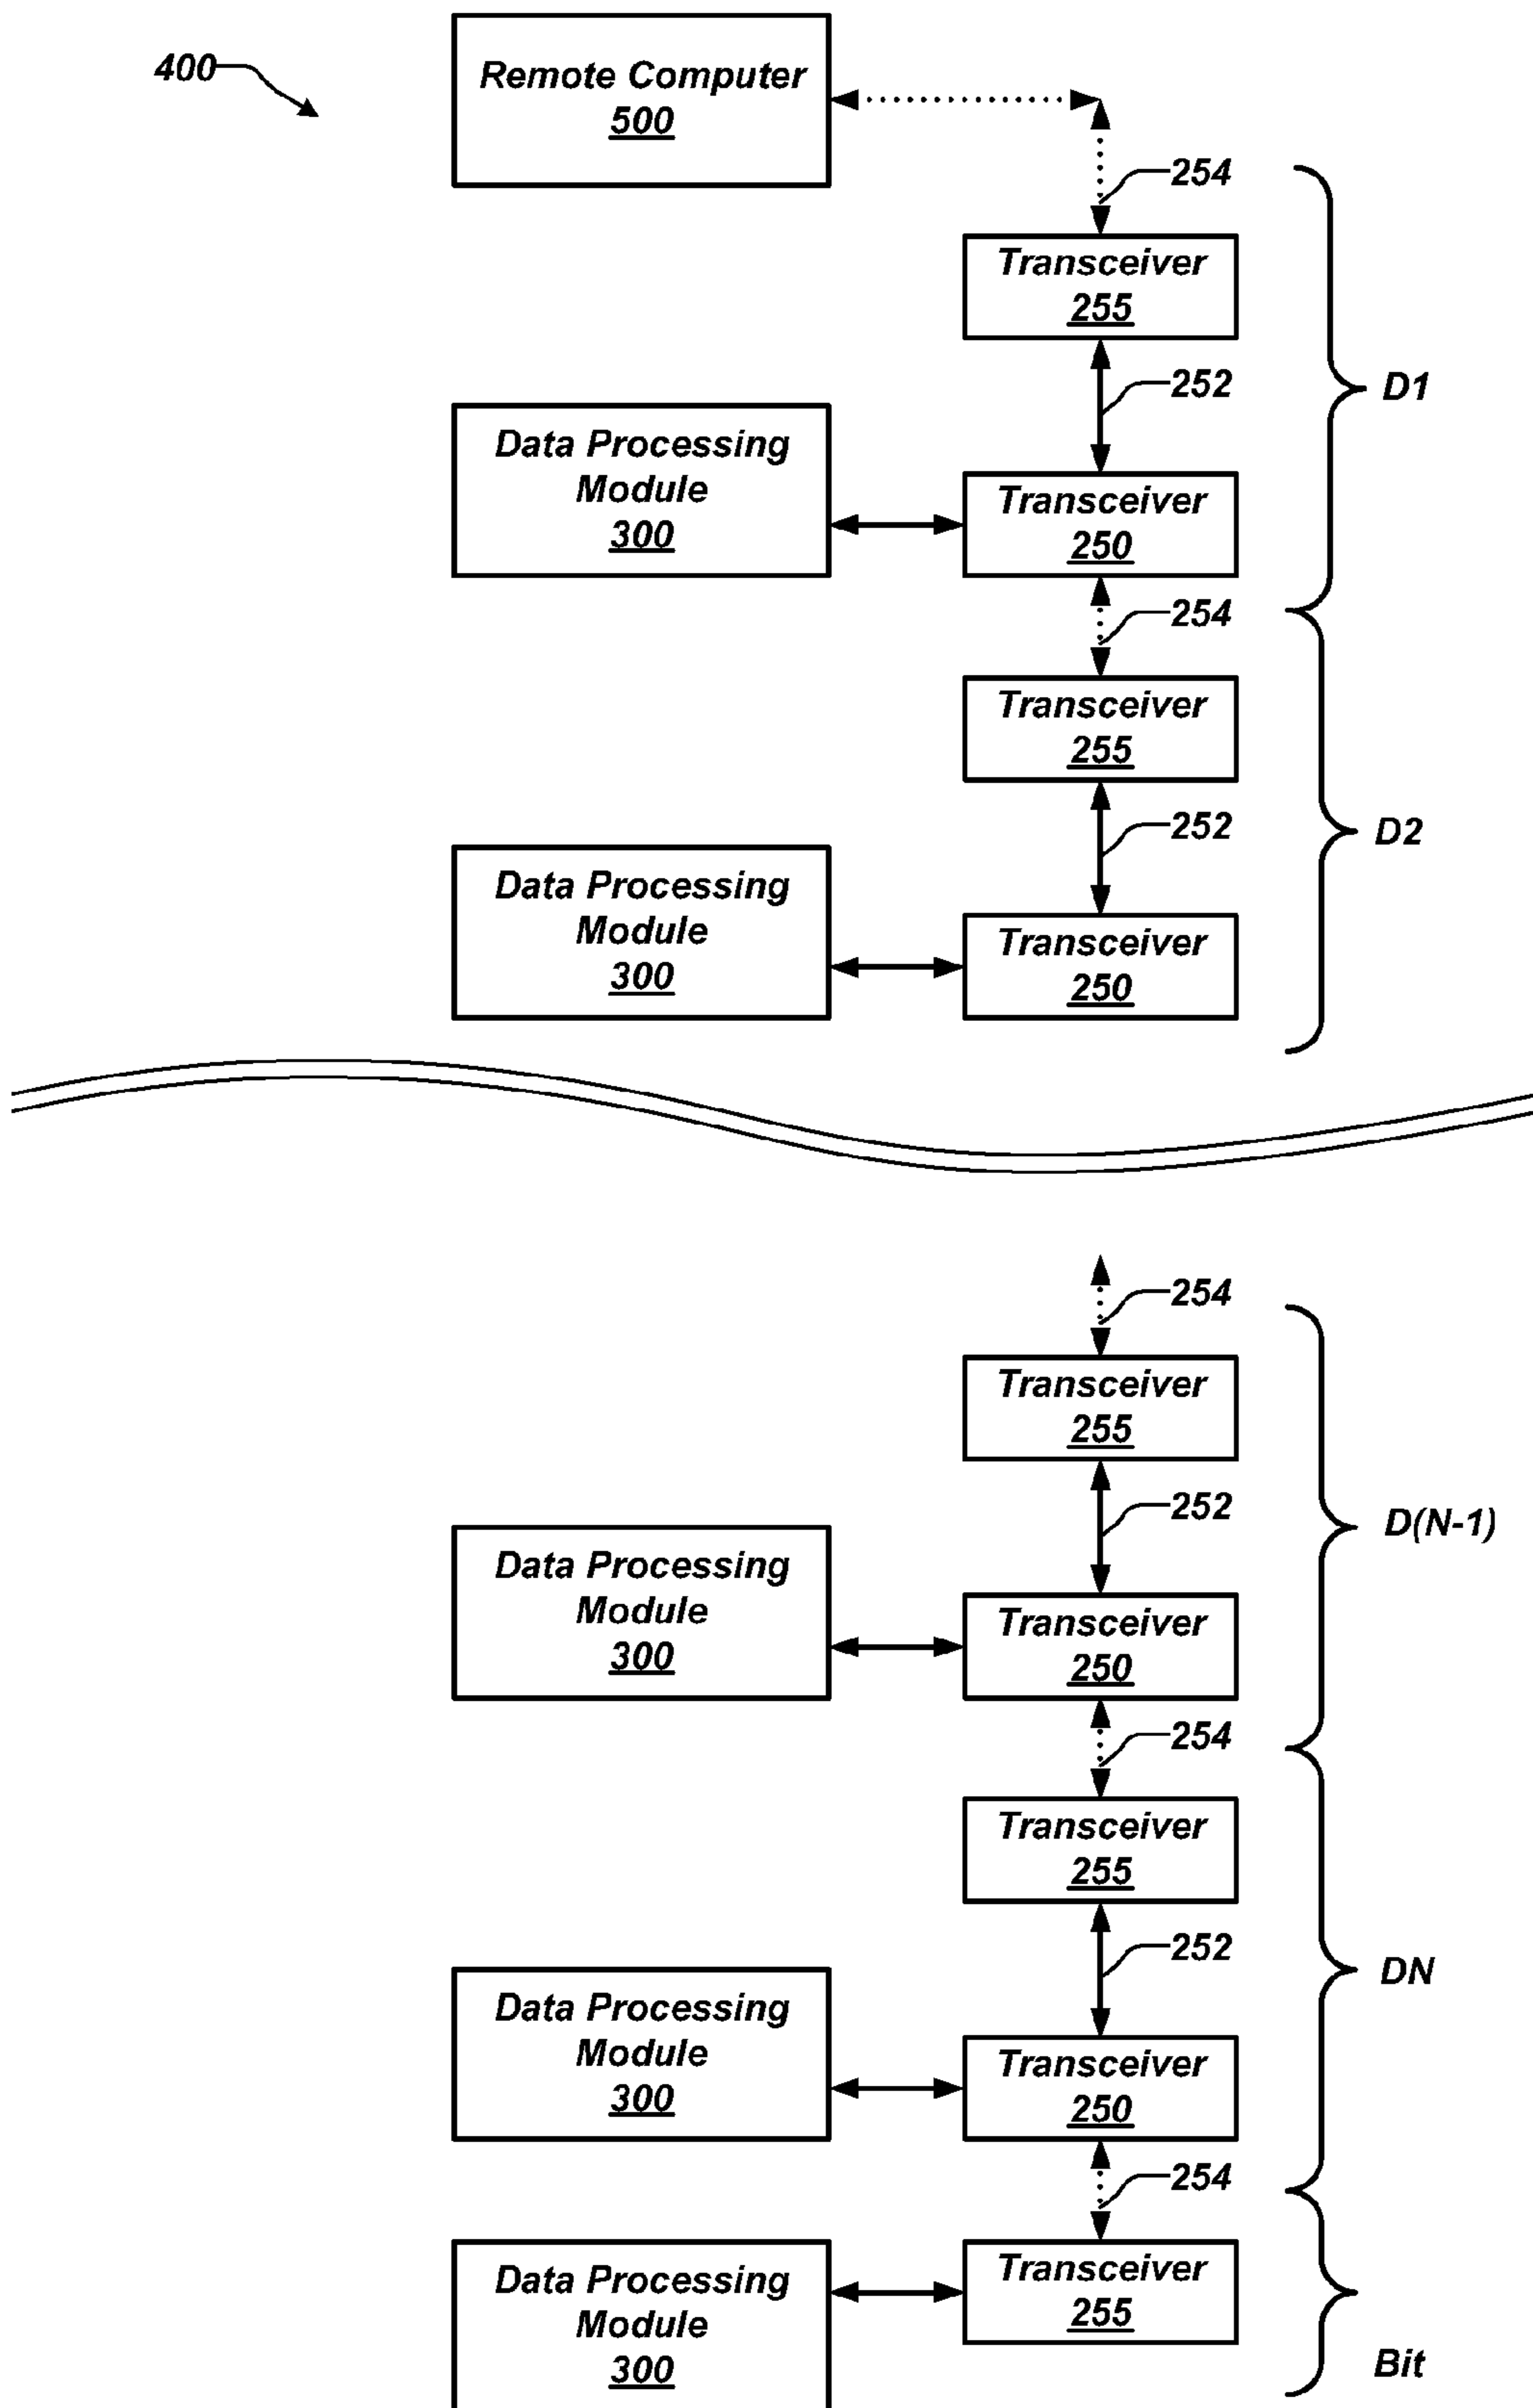 400
Remote Computer
500
254
Transceiver
255
252
D1
Data Processing
Module
300
Transceiver
250
254
Transceiver
255
252
D2
Data Processing
Module
300
Transceiver
250
254
Transceiver
255
252
D(N-1)
Data Processing
Module
300
Transceiver
250
254
Transceiver
255
252
DN
Data Processing
Module
300
Transceiver
250
254
Data Processing
Module
300
Transceiver
255
Bit